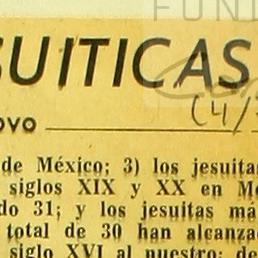 FUND
SUITICAS
(4/
OVO
de México; 3) los jesuitas
siglos XIX y XX en Mé
do 31; y los jesuitas má
total de 30 han alcanza
siglo XVI al nuestro: de